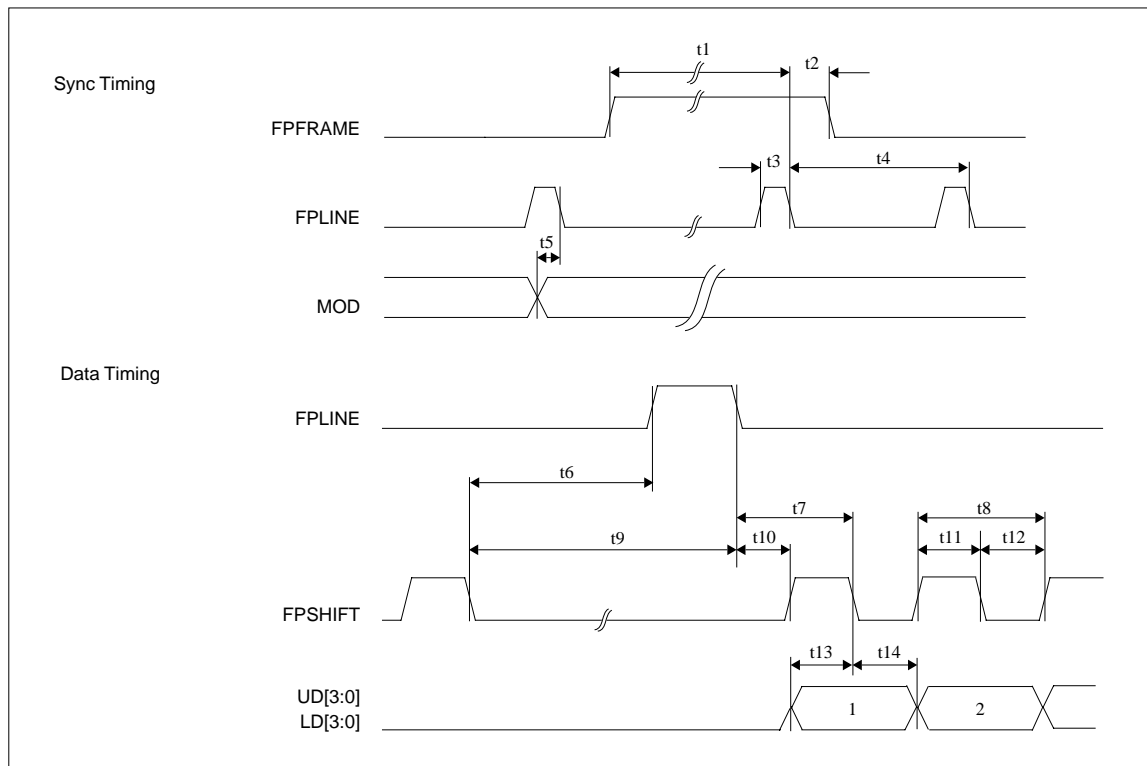 t1
t2
Sync Timing
FPFRAME
t3
t4
FPLINE
t5
MOD
Data Timing
FPLINE
t6
t7
t8
t9
t10
t11
t12
FPSHIFT
t13
t14
UD[3:0]
LD[3:0]
1
2